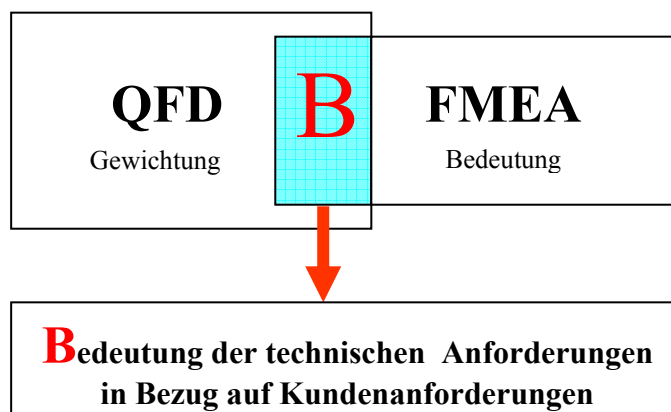 QFD
Gewichtung
B
FMEA
Bedeutung
Bedeutung der technischen Anforderungen
in Bezug auf Kundenanforderungen